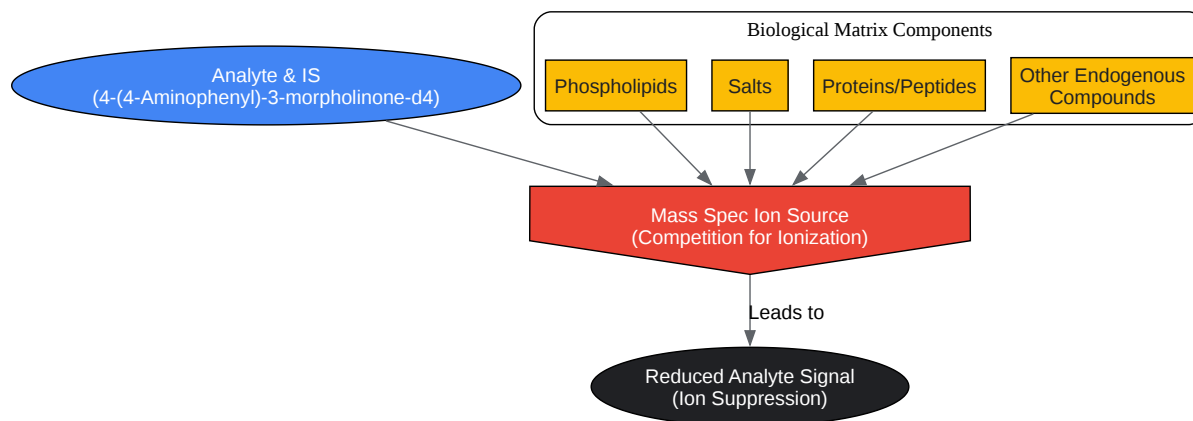 Biological Matrix Components
Analyte & IS
(4-(4-Aminophenyl)-3-morpholinone-d4)
Phospholipids
Salts
Proteins/Peptides
Other Endogenous
Compounds
Mass Spec Ion Source
(Competition for Ionization)
Leads to
Reduced Analyte Signal
(Ion Suppression)